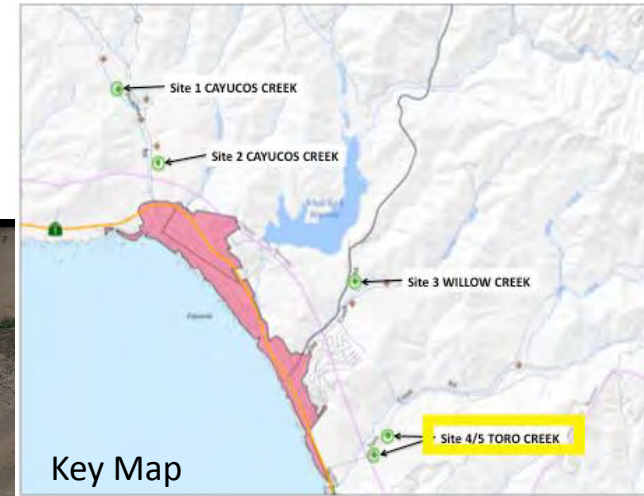 Site 1 CAYUCOS CREEK
Site 2 CAYUCOS CREEK
Site 3 WILLOW CREEK
Site 4/5 TORO CREEK
Key Map